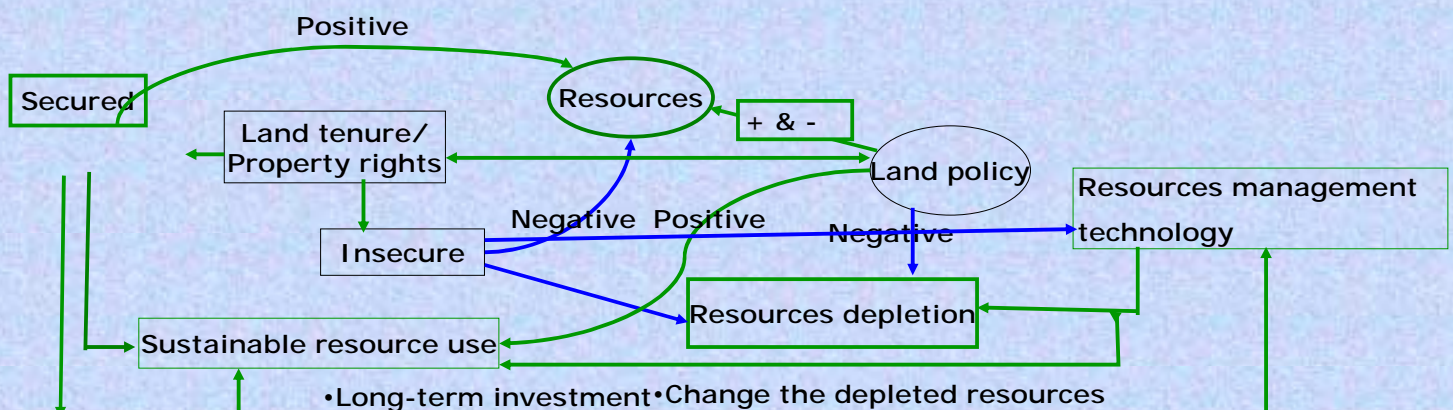 Positive
Secured
Resources
+ & -
Land tenure/
Property rights
Land policy
Resources management
technology
Negative
Positive
Negative
Insecure
Resources depletion
Sustainable resource use
•Long-term investment
•Change the depleted resources